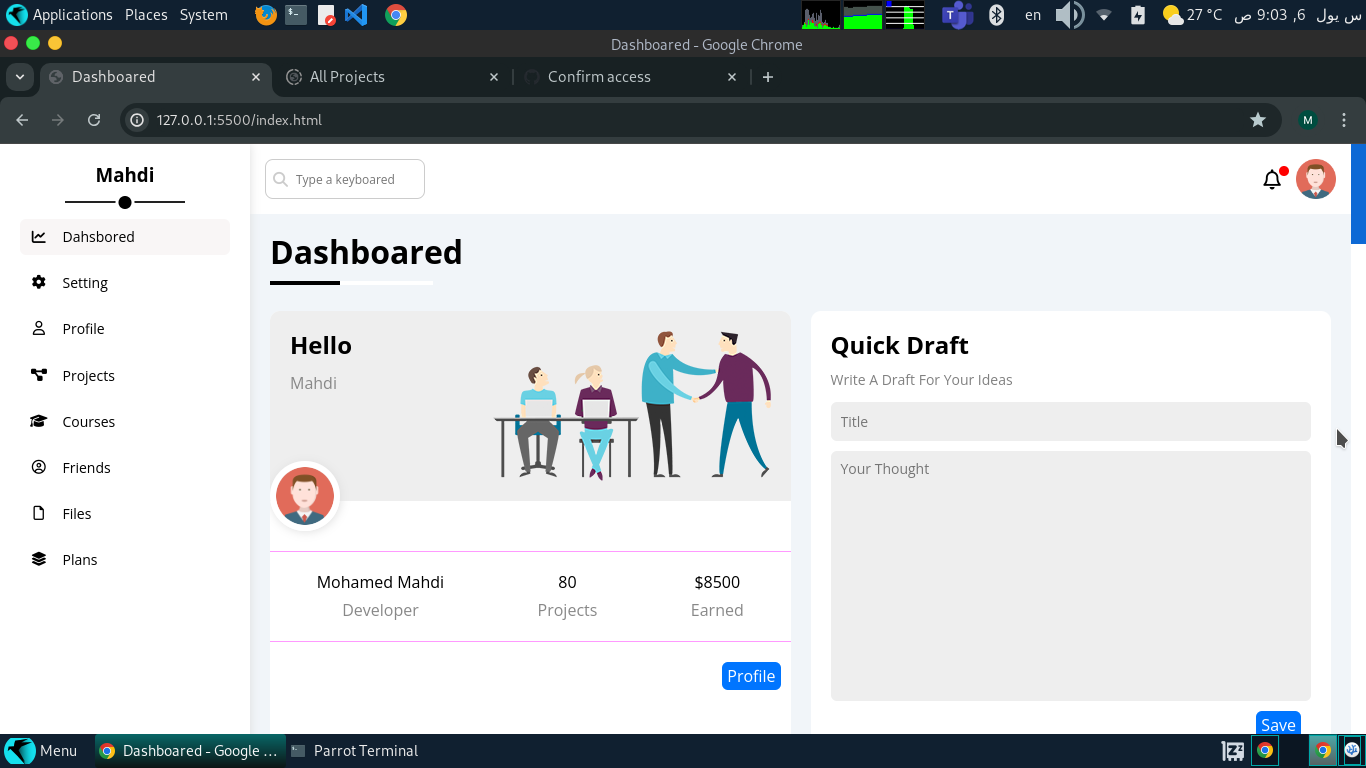 Applications Places System
en
27 °C
س يول 6, 9:03 ص
Dashboared - Google Chrome
Dashboared
All Projects
Confirm access
127.0.0.1:5500/index.html
M
Mahdi
Type a keyboared
Dahsbored
Setting
Profile
Projects
Courses
Friends
Files
Plans
Dashboared
Hello
Mahdi
Mohamed Mahdi
Developer
80
Projects
$8500
Earned
Profile
Quick Draft
Write A Draft For Your Ideas
Title
Your Thought
Save
Menu
Dashboared - Google ...
Parrot Terminal